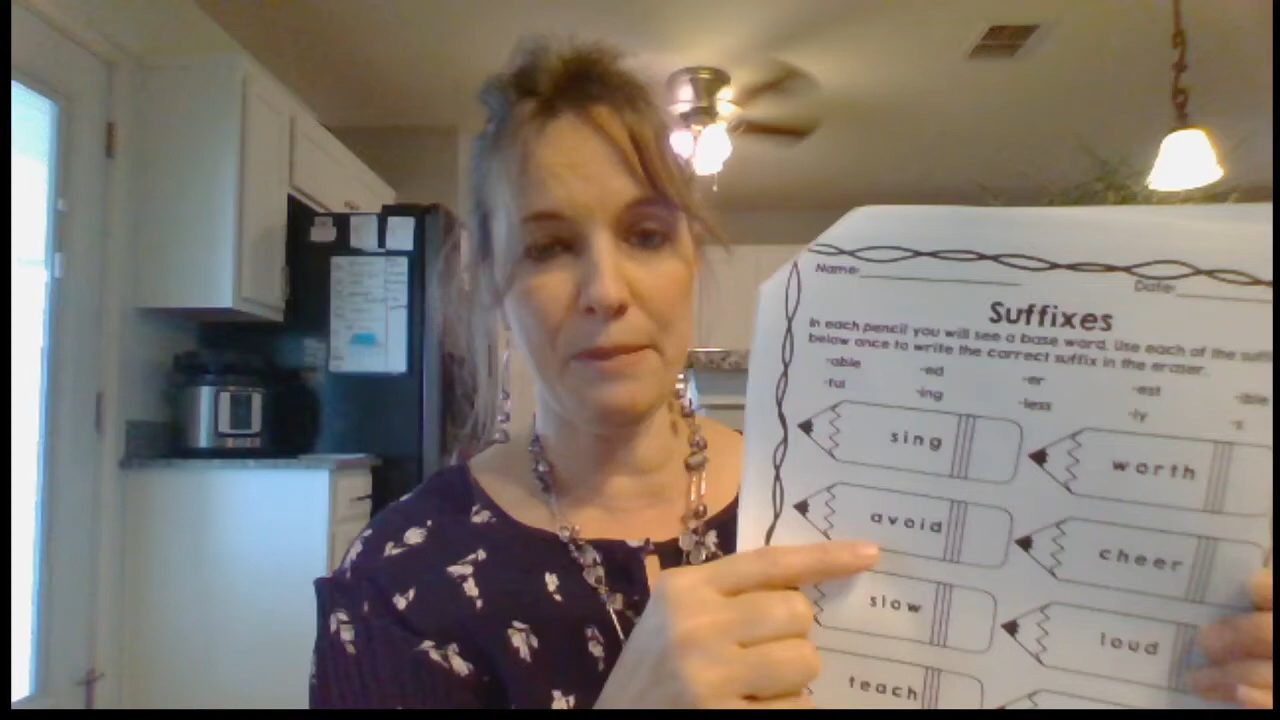 Name:
Date:
Suffixes
In each pencil you will see a base word. Use each of the
below once to write the correct suffix in the eraser.
-able -ed -er -est -ible
-ful -ing -less -ly -s
sing worth
avoid cheer
slow loud
teach